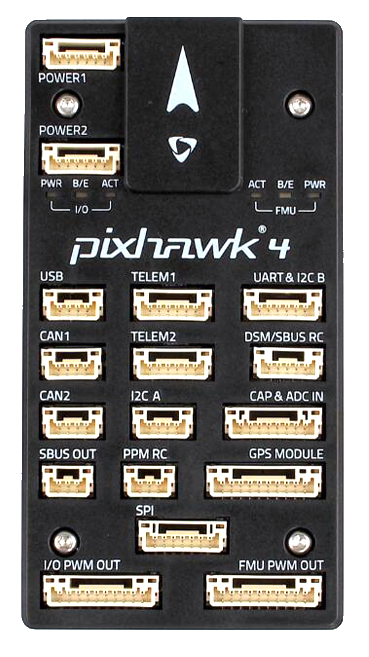 POWER1
POWER2
PWR B/E ACT
I/O
ACT B/E PWR
FMU
pixhawk® 4
USB TELEM1 UART & I2C B
CAN1 TELEM2 DSM/SBUS RC
CAN2 I2C A CAP & ADC IN
SBUS OUT PPM RC GPS MODULE
SPI
I/O PWM OUT FMU PWM OUT